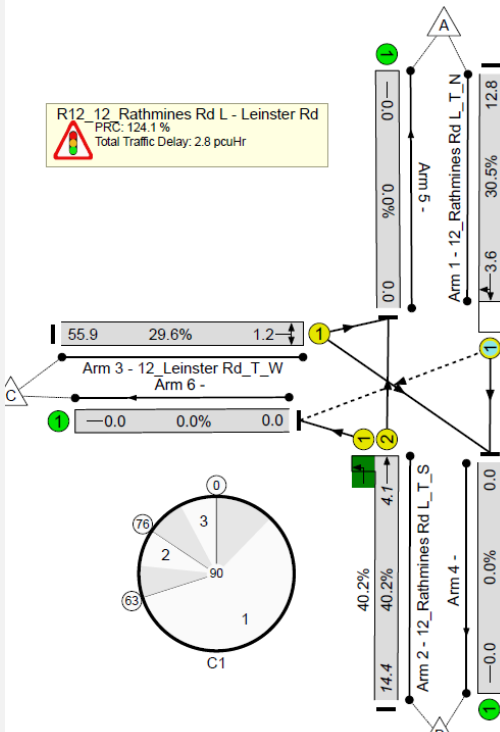 A
R12_12_Rathmines Rd L - Leinster Rd
PRC: 124.1 %
Total Traffic Delay: 2.8 pcuHr
1
0.0
0.0%
0.0
Arm 5 -
Arm 1 - 12_Rathmines Rd L_T_N
12.8
30.5%
3.6
1
55.9 29.6% 1.2
1
Arm 3 - 12_Leinster Rd_T_W
Arm 6 -
C
1
0.0 0.0% 0.0
1
2
40.2%
4.1
40.2%
14.4
Arm 2 - 12_Rathmines Rd L_T_S
Arm 4 -
0.0
0.0%
0.0
1
0
76
63
3
2
90
1
C1